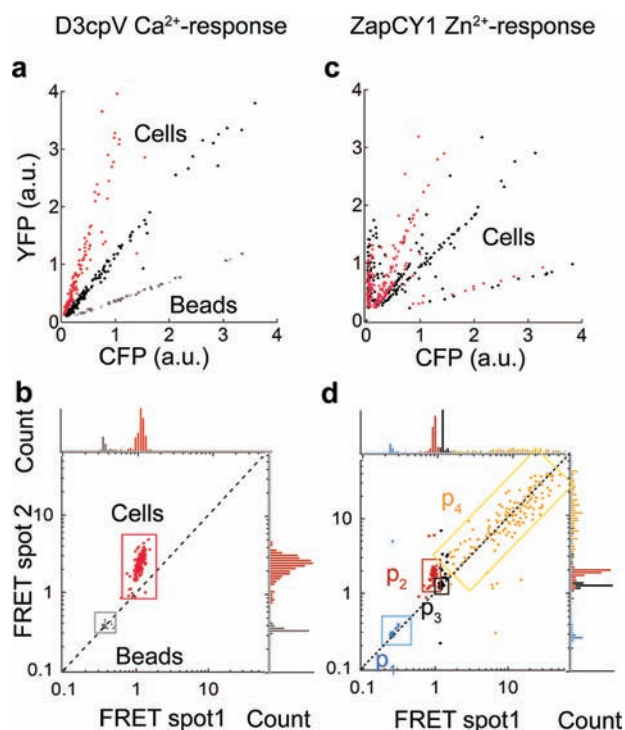 D3cpV Ca²⁺-response
ZapCY1 Zn²⁺-response
a
4
3
2
1
0
YFP (a.u.)
Cells
Beads
0 1 2 3 4
CFP (a.u.)
c
4
3
2
1
0
Cells
0 1 2 3 4
CFP (a.u.)
b
Count
FRET spot 2
10
1
0.1
Cells
Beads
0.1 1 10
FRET spot1
Count
d
10
1
0.1
p₄
p₂
p₃
p₁
0.1 1 10
FRET spot1
Count